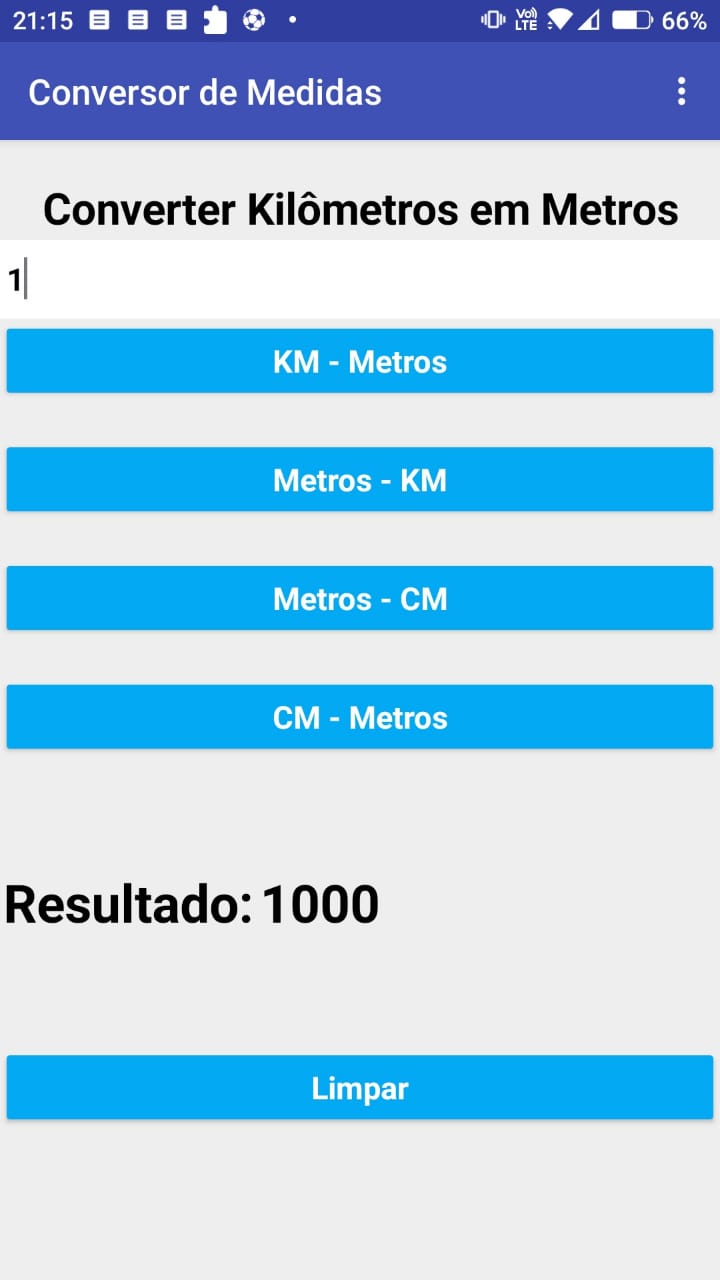 21:15 Vo)) LTE 66%
Conversor de Medidas
Converter Kilômetros em Metros
1
KM - Metros
Metros - KM
Metros - CM
CM - Metros
Resultado: 1000
Limpar